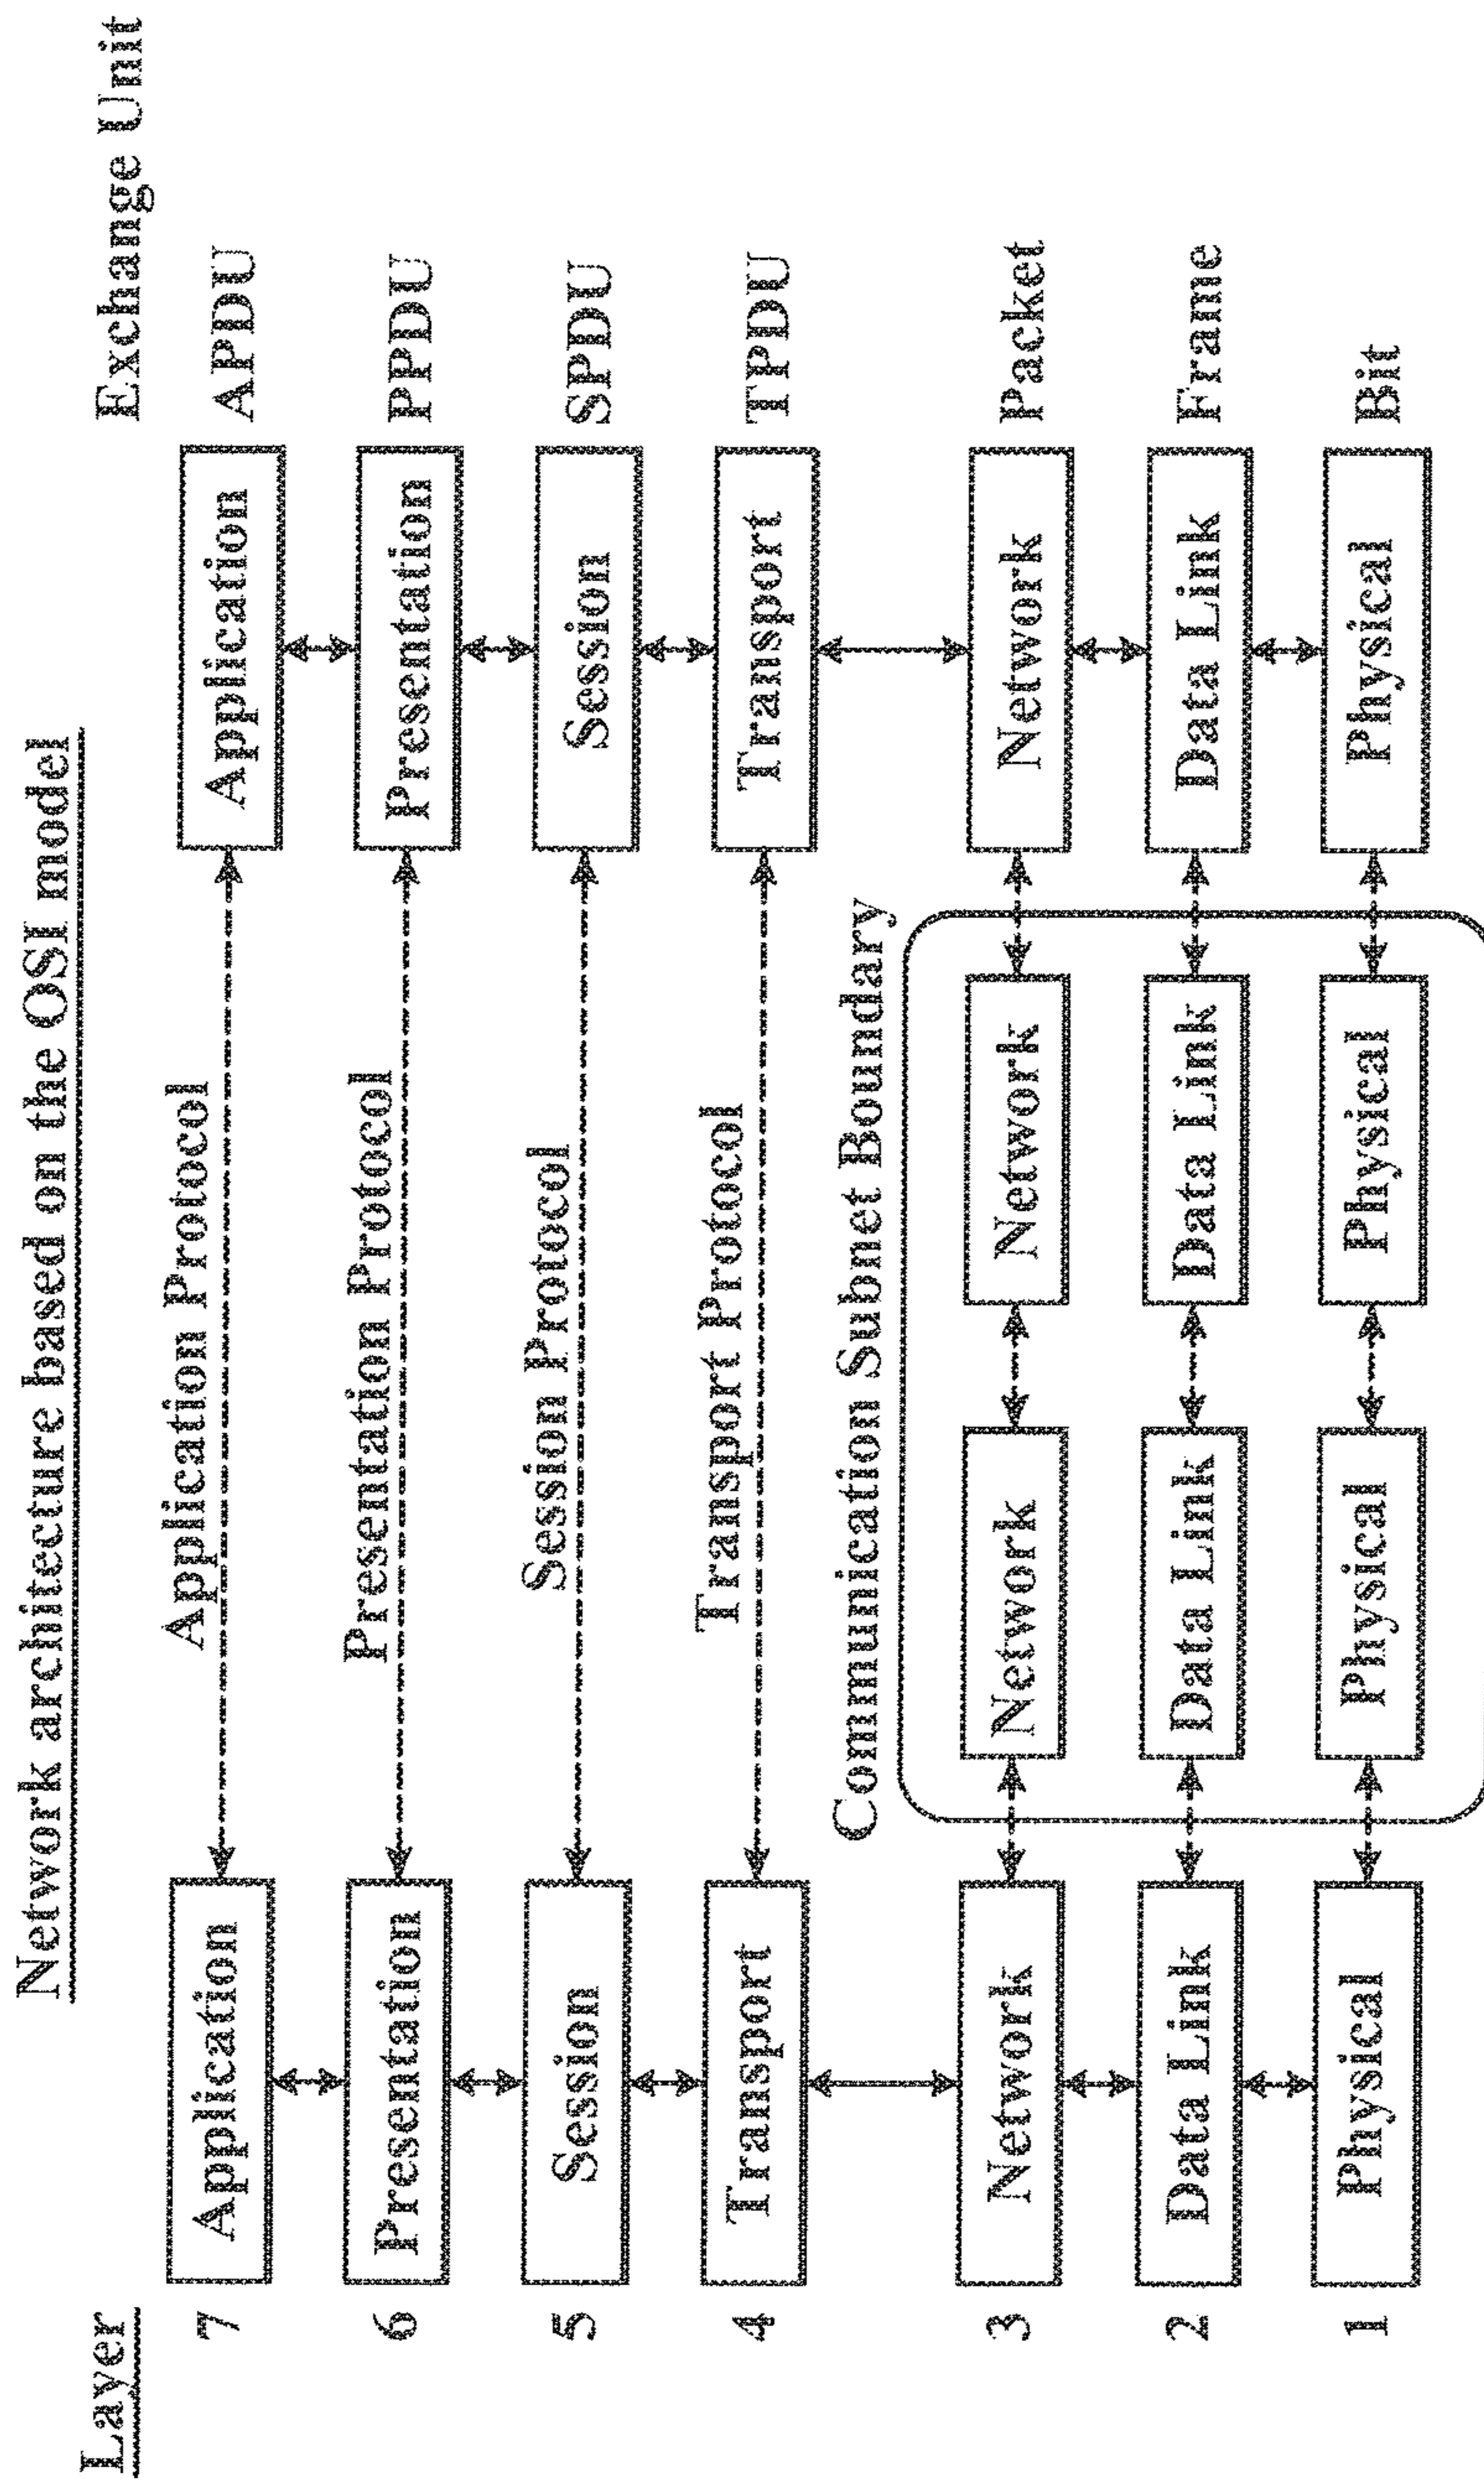 Network architecture based on the OSI model
Layer
Exchange Unit
7
Application
Application Protocol
Application
APDU
6
Presentation
Presentation Protocol
Presentation
PPDU
5
Session
Session Protocol
Session
SPDU
4
Transport
Transport Protocol
Transport
TPDU
Communication Subnet Boundary
3
Network
Network
Network
Network
Packet
2
Data Link
Data Link
Data Link
Data Link
Frame
1
Physical
Physical
Physical
Physical
Bit